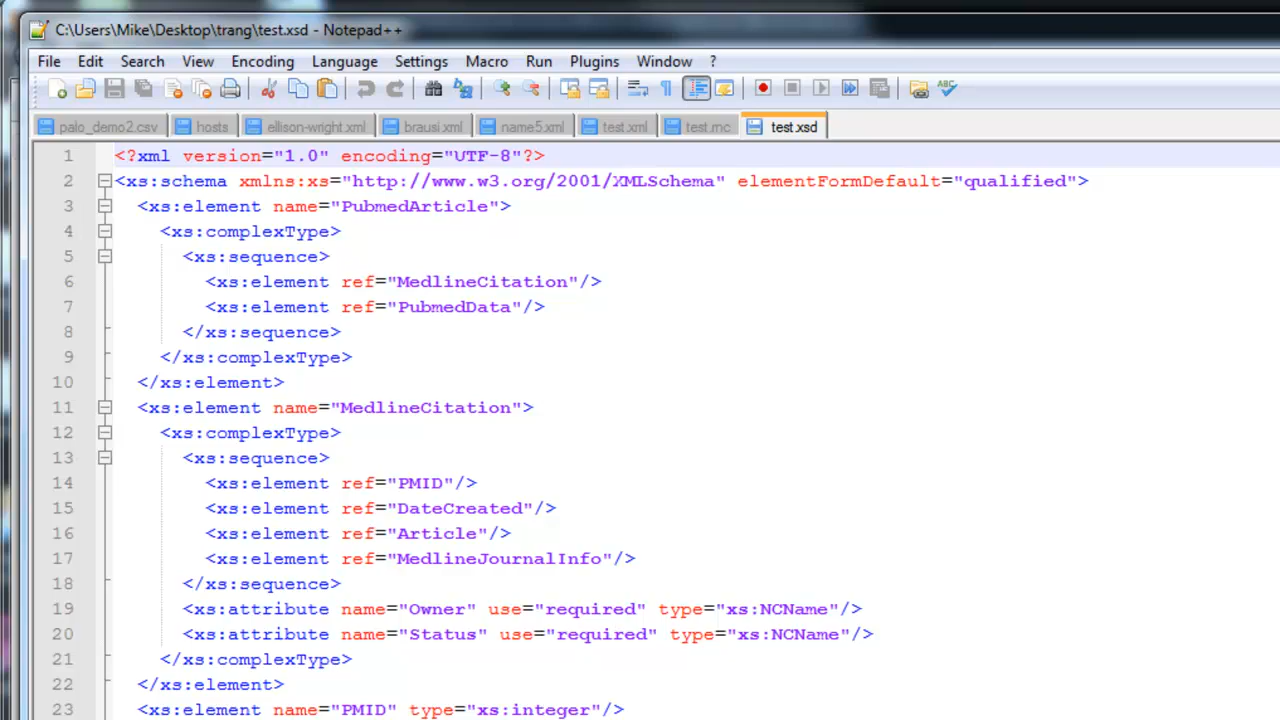 C:\Users\Mike\Desktop\trang\test.xsd - Notepad++
File Edit Search View Encoding Language Settings Macro Run Plugins Window ?
palo_demo2.csv hosts ellison-wright.xml brausi.xml name5.xml test.xml test.rnc test.xsd
1 <?xml version="1.0" encoding="UTF-8"?>
2 <xs:schema xmlns:xs="http://www.w3.org/2001/XMLSchema" elementFormDefault="qualified">
3 <xs:element name="PubmedArticle">
4 <xs:complexType>
5 <xs:sequence>
6 <xs:element ref="MedlineCitation"/>
7 <xs:element ref="PubmedData"/>
8 </xs:sequence>
9 </xs:complexType>
10 </xs:element>
11 <xs:element name="MedlineCitation">
12 <xs:complexType>
13 <xs:sequence>
14 <xs:element ref="PMID"/>
15 <xs:element ref="DateCreated"/>
16 <xs:element ref="Article"/>
17 <xs:element ref="MedlineJournalInfo"/>
18 </xs:sequence>
19 <xs:attribute name="Owner" use="required" type="xs:NCName"/>
20 <xs:attribute name="Status" use="required" type="xs:NCName"/>
21 </xs:complexType>
22 </xs:element>
23 <xs:element name="PMID" type="xs:integer"/>